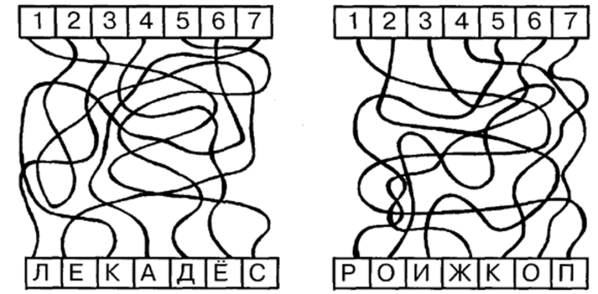 1 2 3 4 5 6 7
Л Е К А Д Ё С
1 2 3 4 5 6 7
Р О И Ж К О П